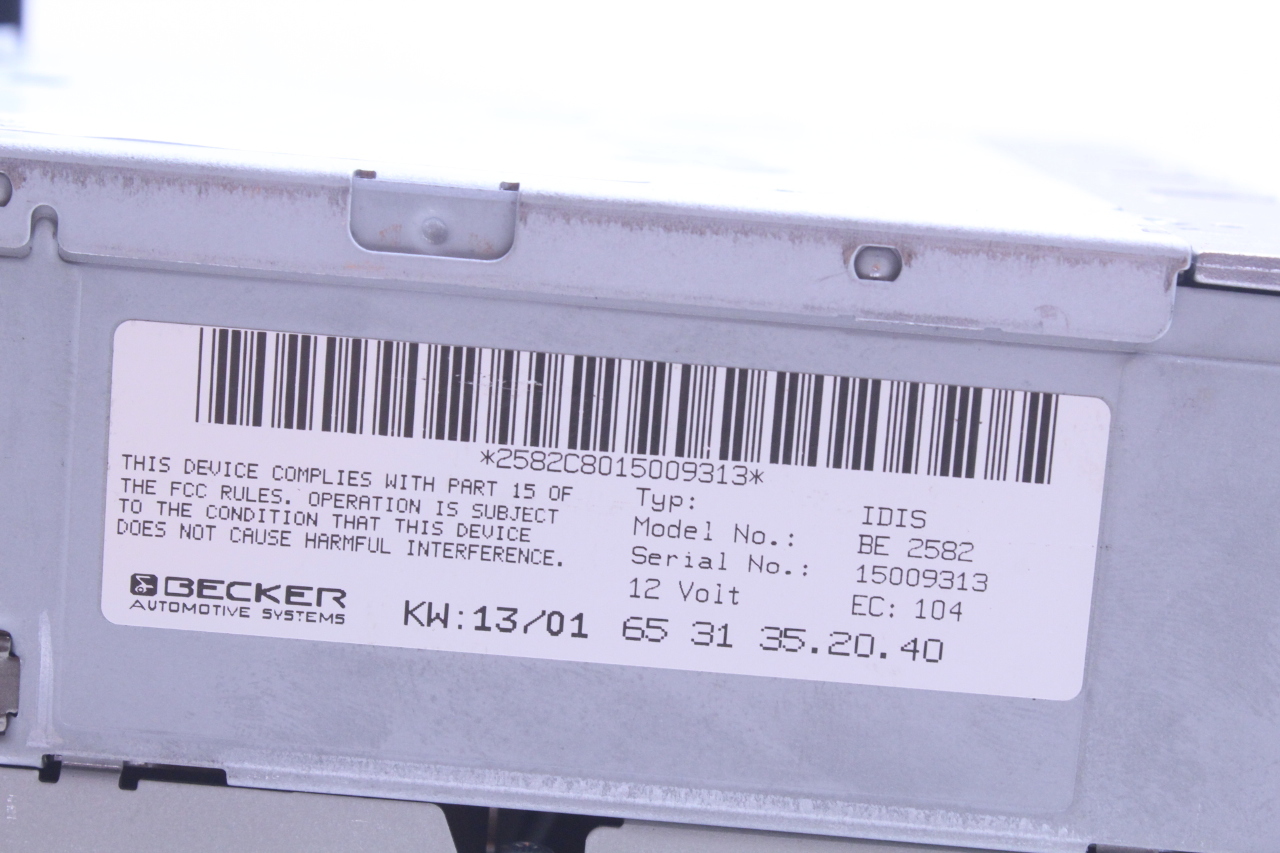 *2582C8015009313*
THIS DEVICE COMPLIES WITH PART 15 OF
THE FCC RULES. OPERATION IS SUBJECT
TO THE CONDITION THAT THIS DEVICE
DOES NOT CAUSE HARMFUL INTERFERENCE.
Typ: IDIS
Model No.: BE 2582
Serial No.: 15009313
12 Volt EC: 104
BECKER
AUTOMOTIVE SYSTEMS
KW:13/01 65 31 35.20.40